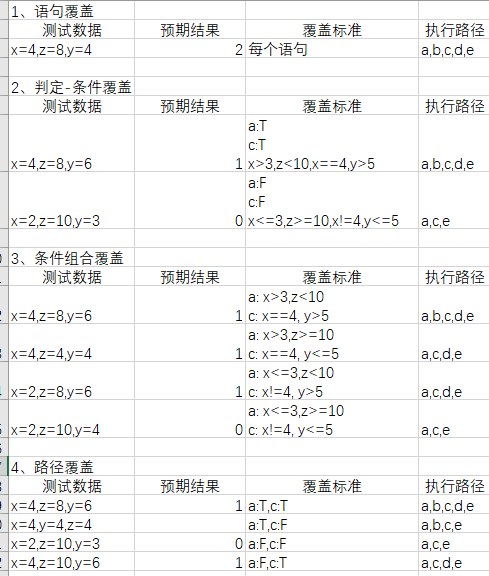 1、语句覆盖
测试数据 预期结果 覆盖标准 执行路径
x=4,z=8,y=4 2 每个语句 a,b,c,d,e
2、判定-条件覆盖
测试数据 预期结果 覆盖标准 执行路径
a:T
c:T
x=4,z=8,y=6 1 x>3,z<10,x==4,y>5 a,b,c,d,e
a:F
c:F
x=2,z=10,y=3 0 x<=3,z>=10,x!=4,y<=5 a,c,e
3、条件组合覆盖
测试数据 预期结果 覆盖标准 执行路径
a: x>3,z<10
x=4,z=8,y=6 1 c: x==4, y>5 a,b,c,d,e
a: x>3,z>=10
x=4,z=4,y=4 1 c: x==4, y<=5 a,c,d,e
a: x<=3,z<10
x=2,z=8,y=6 1 c: x!=4, y>5 a,c,d,e
a: x<=3,z>=10
x=2,z=10,y=4 0 c: x!=4, y<=5 a,c,e
4、路径覆盖
测试数据 预期结果 覆盖标准 执行路径
x=4,z=8,y=6 1 a:T,c:T a,b,c,d,e
x=4,y=4,z=4 1 a:T,c:F a,b,c,e
x=2,z=10,y=3 0 a:F,c:F a,c,e
x=4,z=10,y=6 1 a:F,c:T a,c,d,e